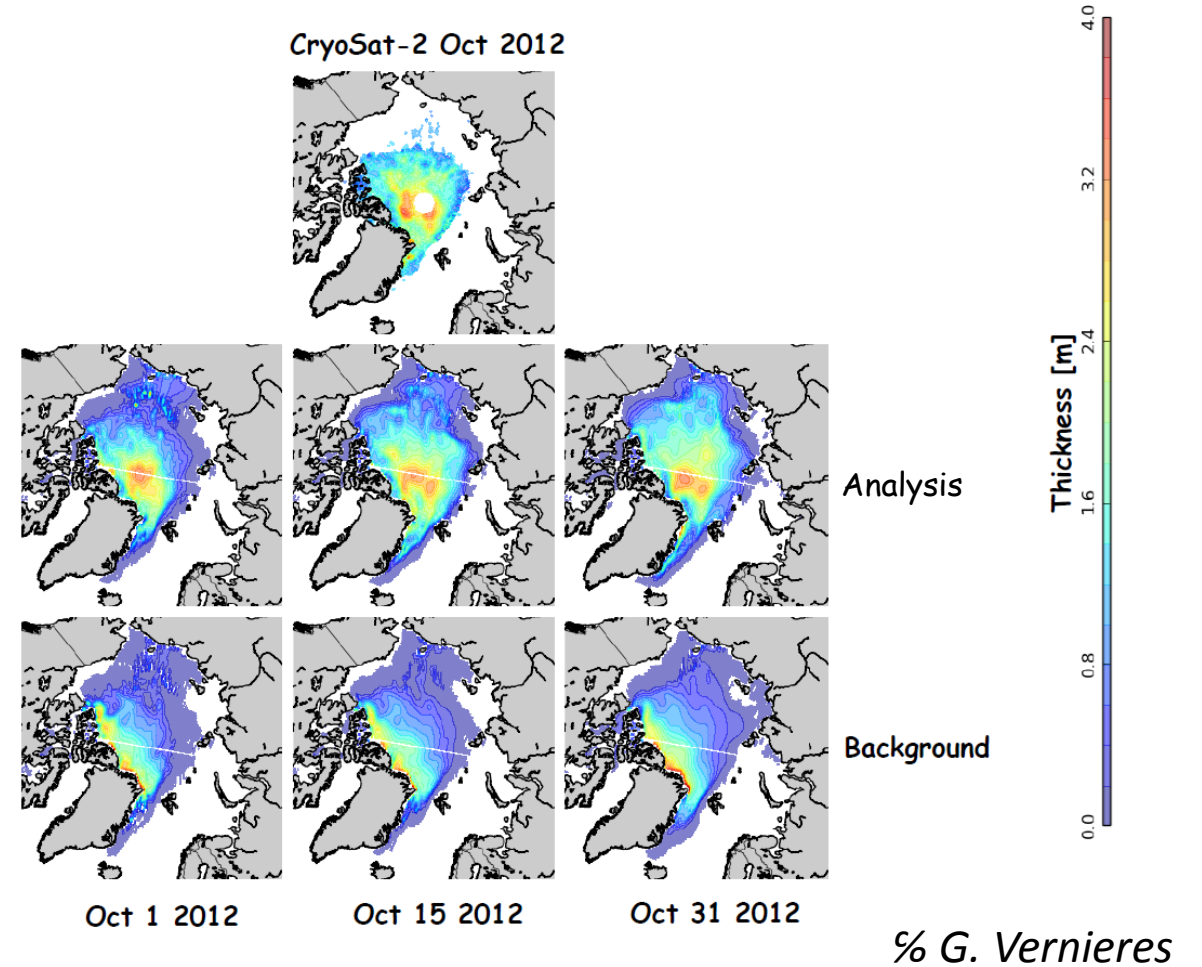 CryoSat-2 Oct 2012
4.0
3.2
2.4
1.6
0.8
0.0
Thickness [m]
Analysis
Background
Oct 1 2012
Oct 15 2012
Oct 31 2012
℅ G. Vernieres